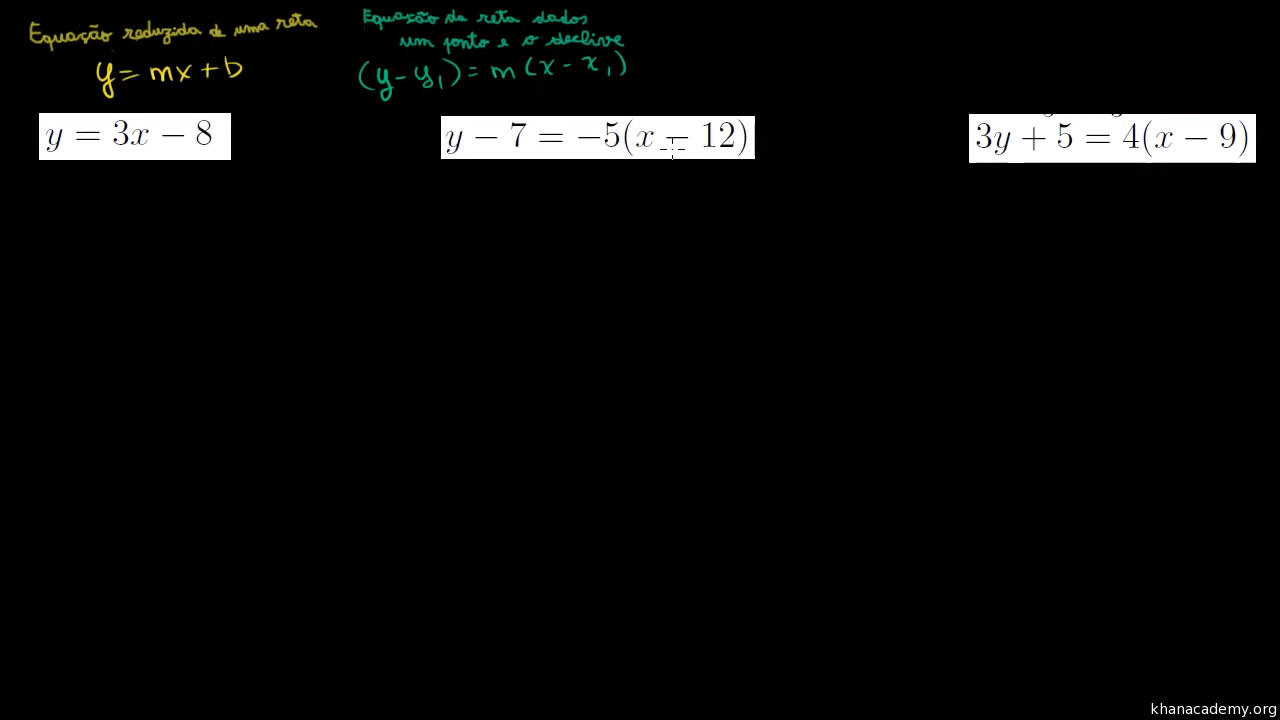 Equação reduzida de uma reta
y = mx + b
Equação da reta dados
um ponto e o declive
(y - y₁) = m (x - x₁)
y = 3x − 8
y − 7 = −5(x − 12)
3y + 5 = 4(x − 9)
khanacademy.org